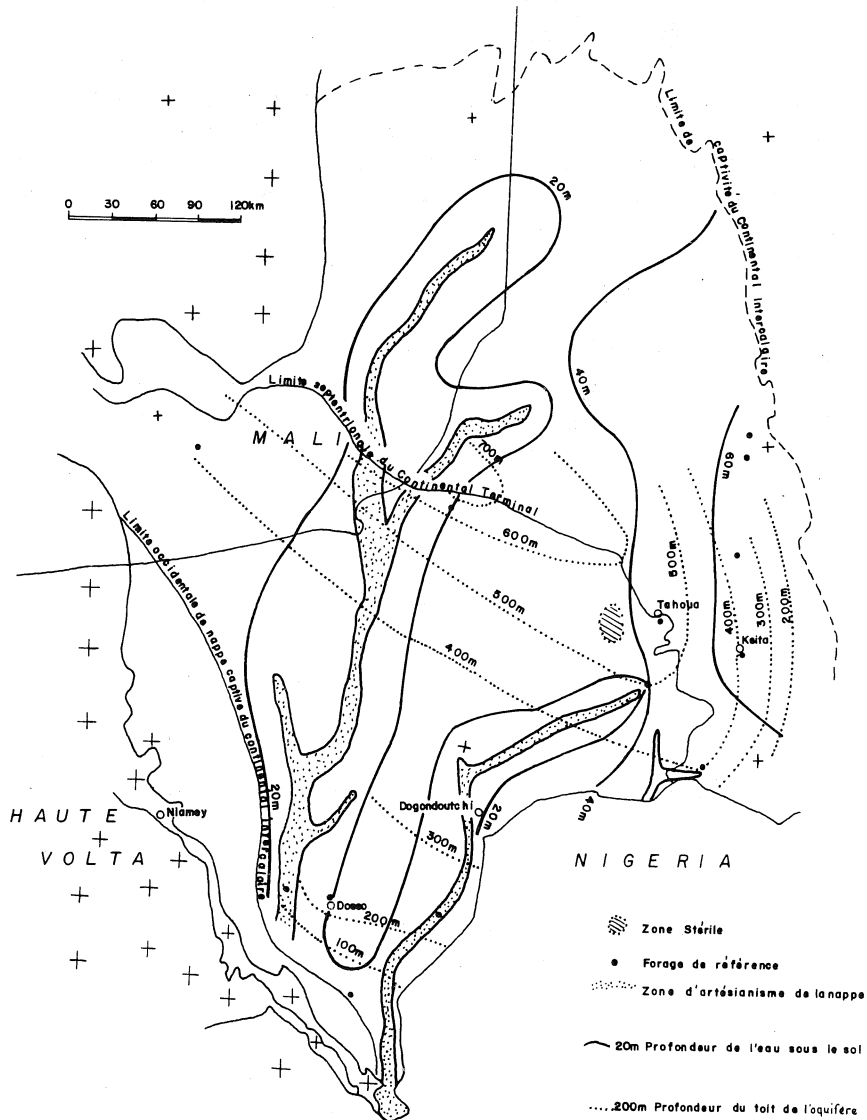 Limite de captivité du Continental Intercalaire
20m
0 30 60 90 120km
40m
Limite septentrionale du Continental Terminal
MALI
60m
700m
600m
500m
500m
400m
300m
200m
400m
Limite occidentale de nappe captive du continental Intercalaire
Tahoua
Keita
20m
Niamey
HAUTE
VOLTA
Dogondoutchi
20m
40m
300m
NIGERIA
Dosso
200m
100m
Zone Stérile
Forage de référence
Zone d'artésianisme de la nappe
20m Profondeur de l'eau sous le sol
200m Profondeur du toit de l'aquifére